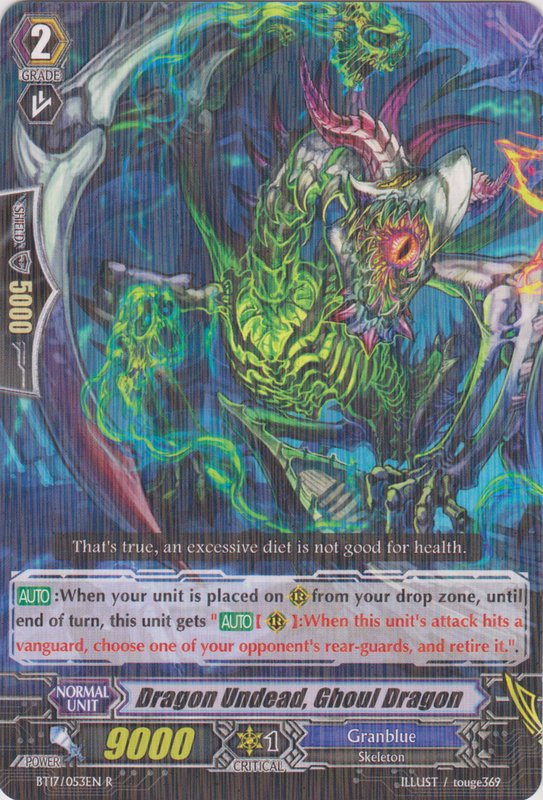 2
GRADE
SHIELD
5000
That's true, an excessive diet is not good for health.
AUTO :When your unit is placed on R from your drop zone, until
end of turn, this unit gets "AUTO [ R ]:When this unit's attack hits a
vanguard, choose one of your opponent's rear-guards, and retire it.".
NORMAL
UNIT
Dragon Undead, Ghoul Dragon
POWER
9000
1
CRITICAL
Granblue
Skeleton
BT17/053EN R
ILLUST / touge369